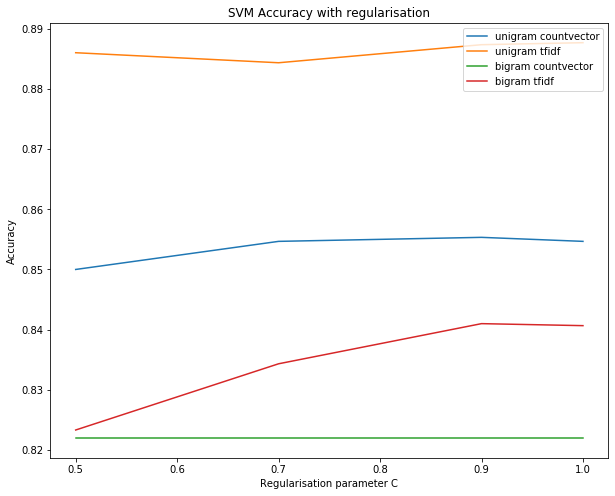 SVM Accuracy with regularisation
unigram countvector
unigram tfidf
bigram countvector
bigram tfidf
Accuracy
0.89
0.88
0.87
0.86
0.85
0.84
0.83
0.82
0.5 0.6 0.7 0.8 0.9 1.0
Regularisation parameter C